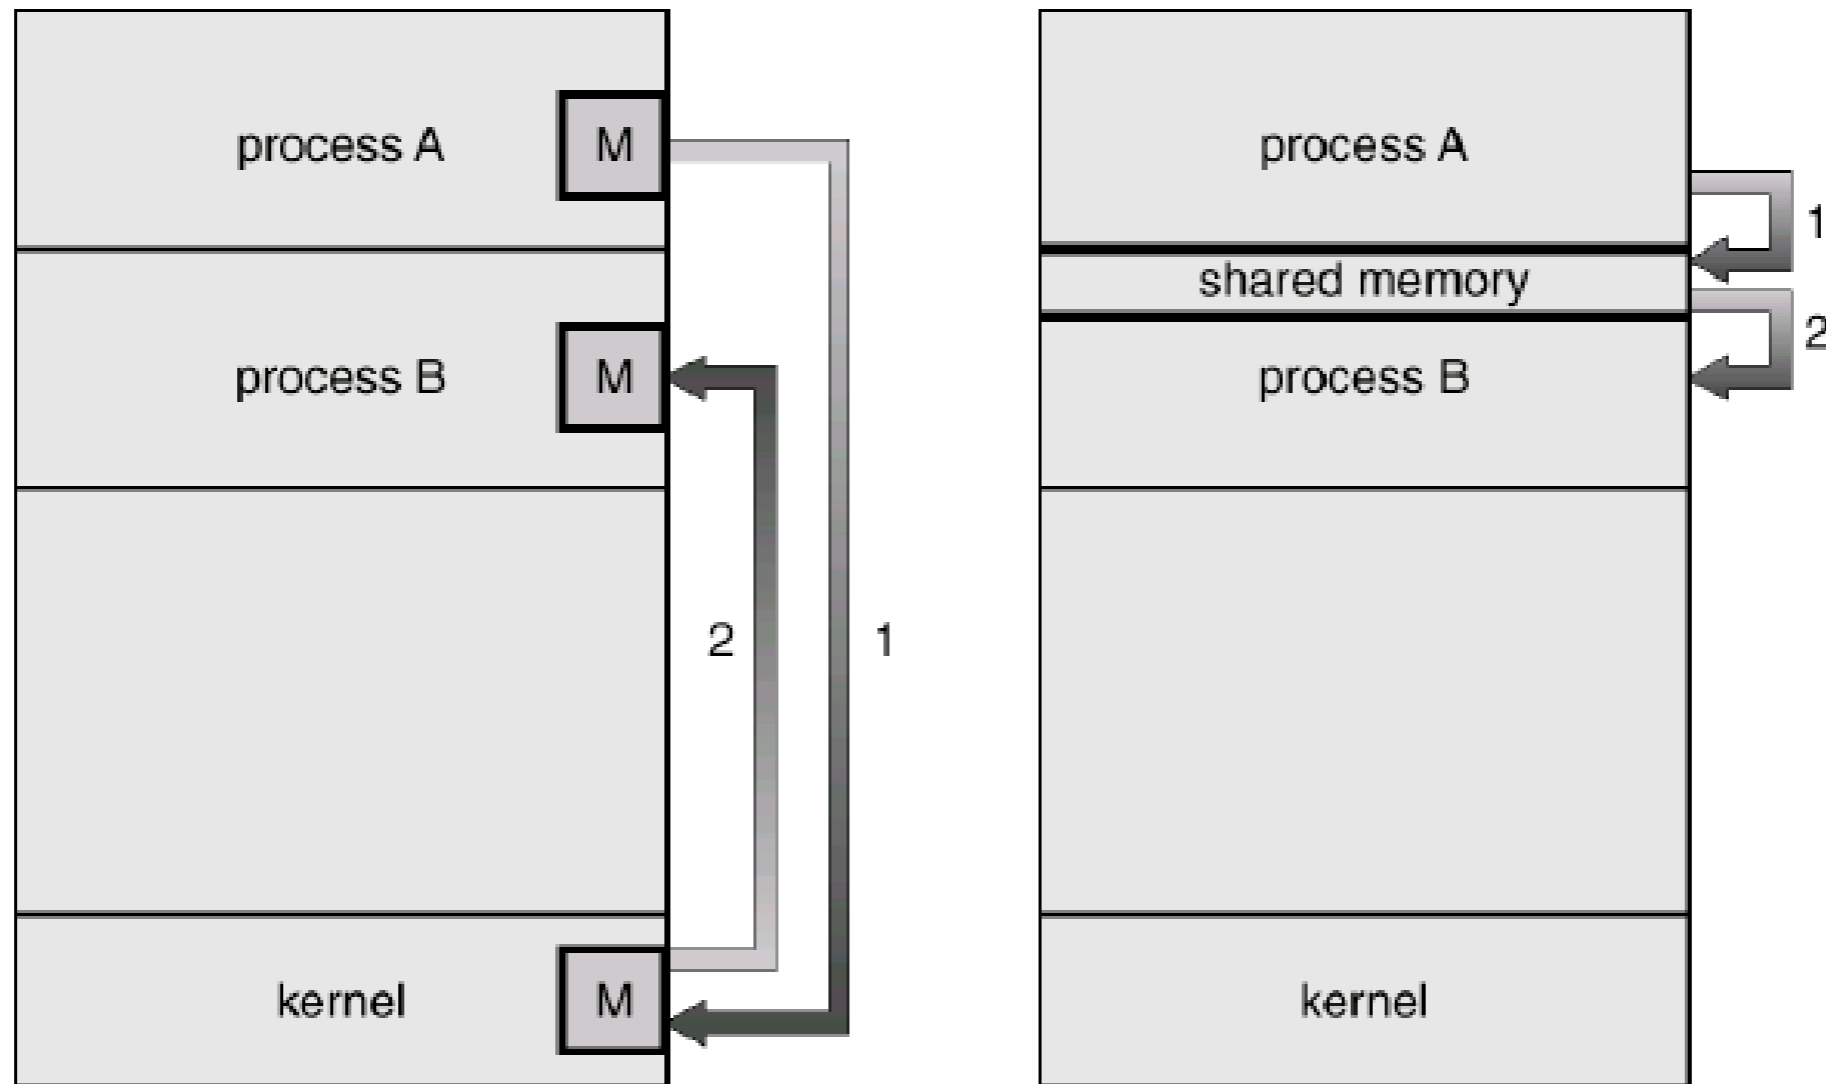 process A
M
process B
M
2
1
kernel
M
process A
1
shared memory
2
process B
kernel